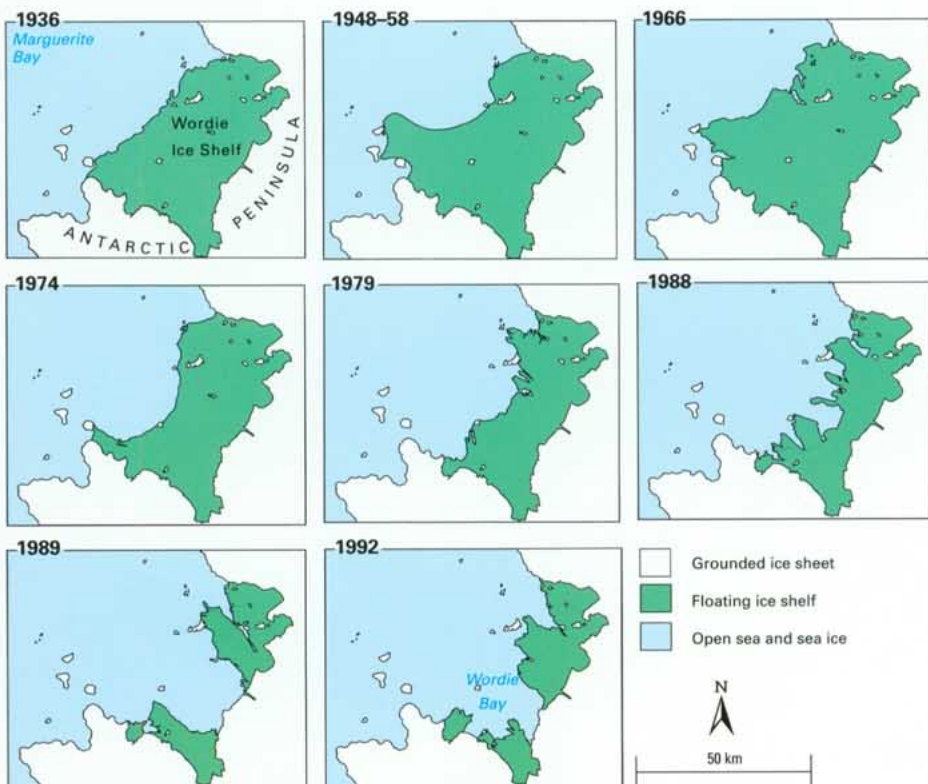 1936
Marguerite
Bay
Wordie
Ice Shelf
ANTARCTIC
PENINSULA
1948–58
1966
1974
1979
1988
1989
1992
Wordie
Bay
Grounded ice sheet
Floating ice shelf
Open sea and sea ice
N
50 km